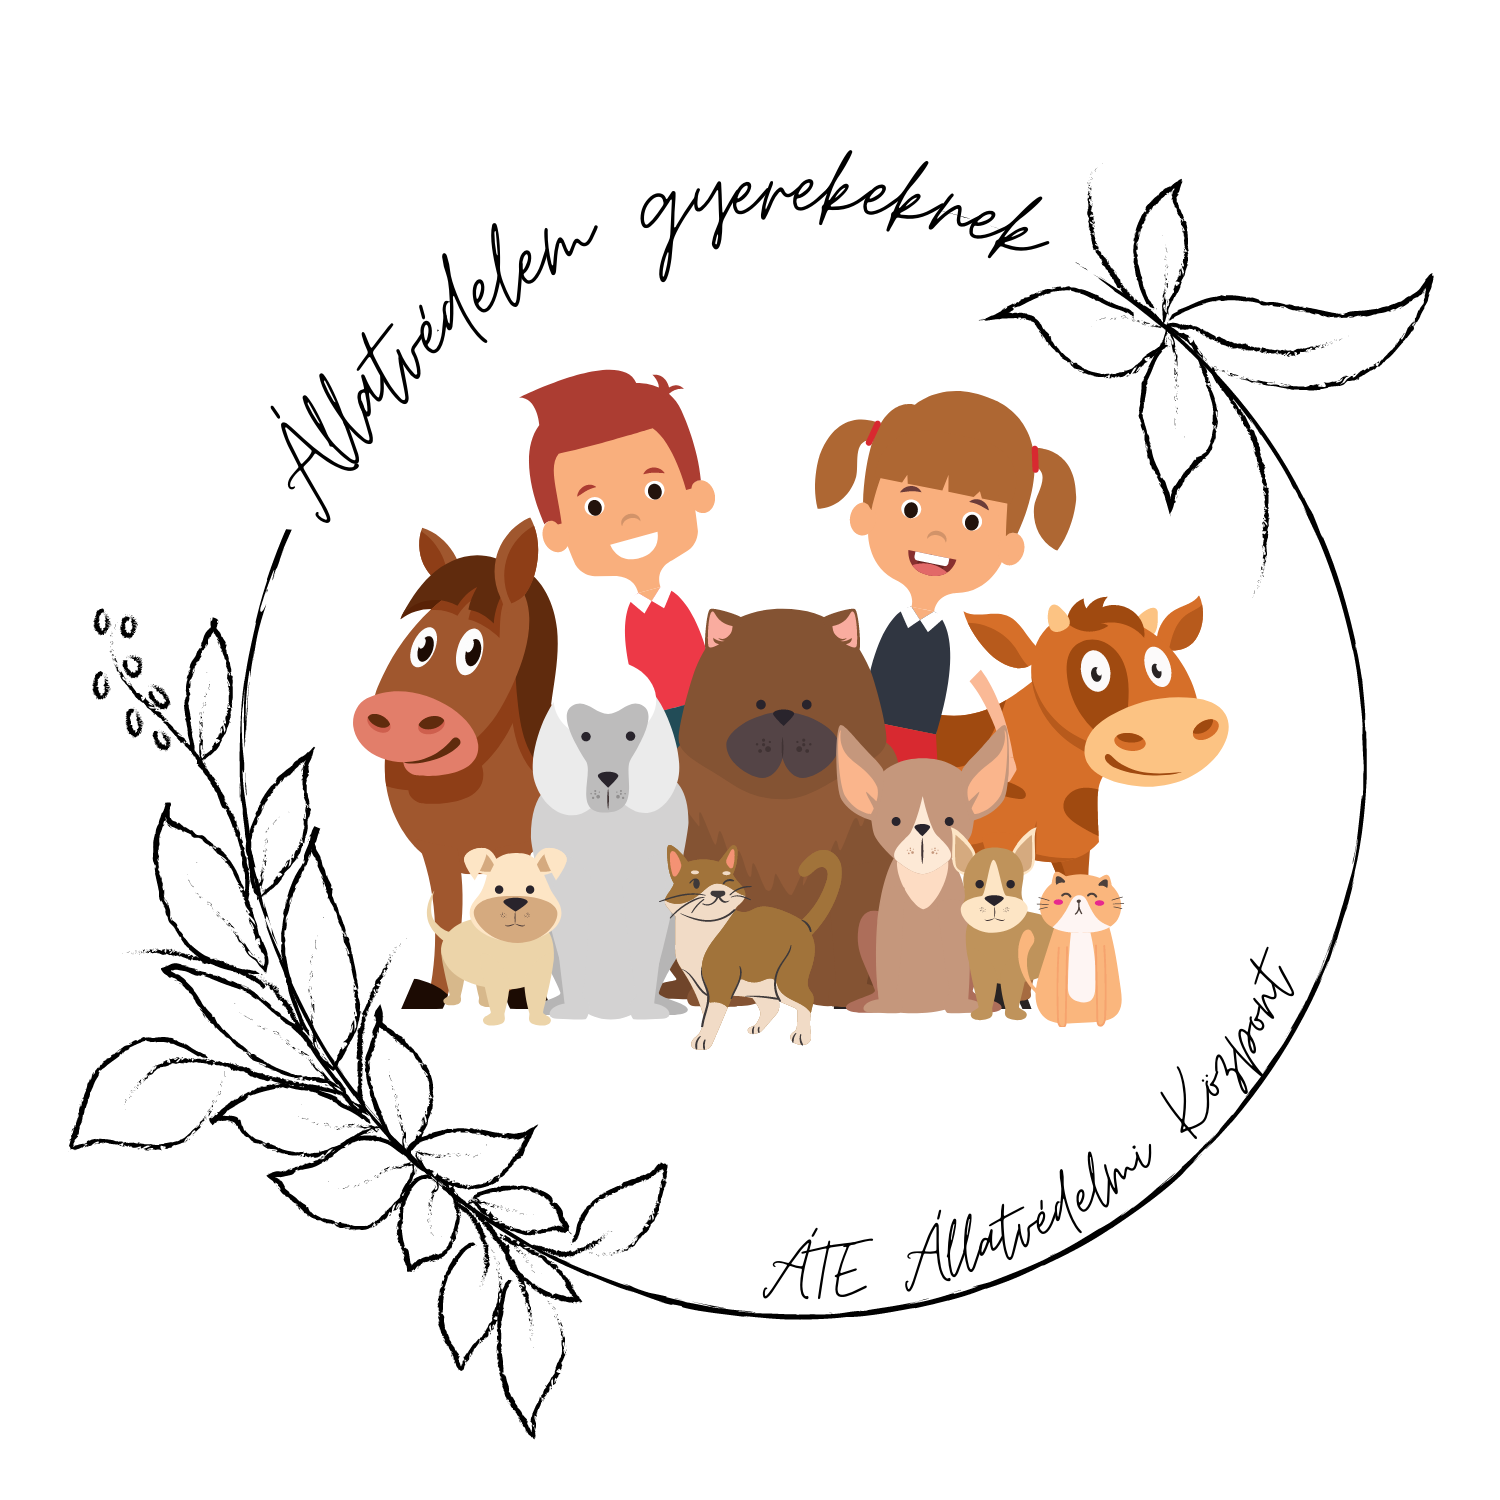 Állatvédelem gyerekeknek
ÁTE Állatvédelmi Központ